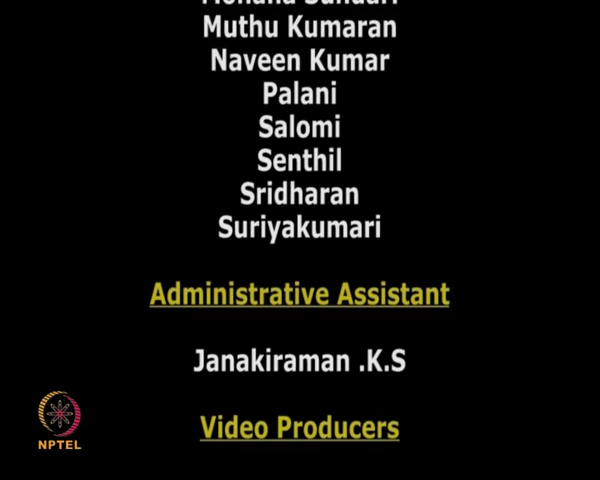 Muthu Kumaran
Naveen Kumar
Palani
Salomi
Senthil
Sridharan
Suriyakumari
Administrative Assistant
Janakiraman .K.S
Video Producers
NPTEL